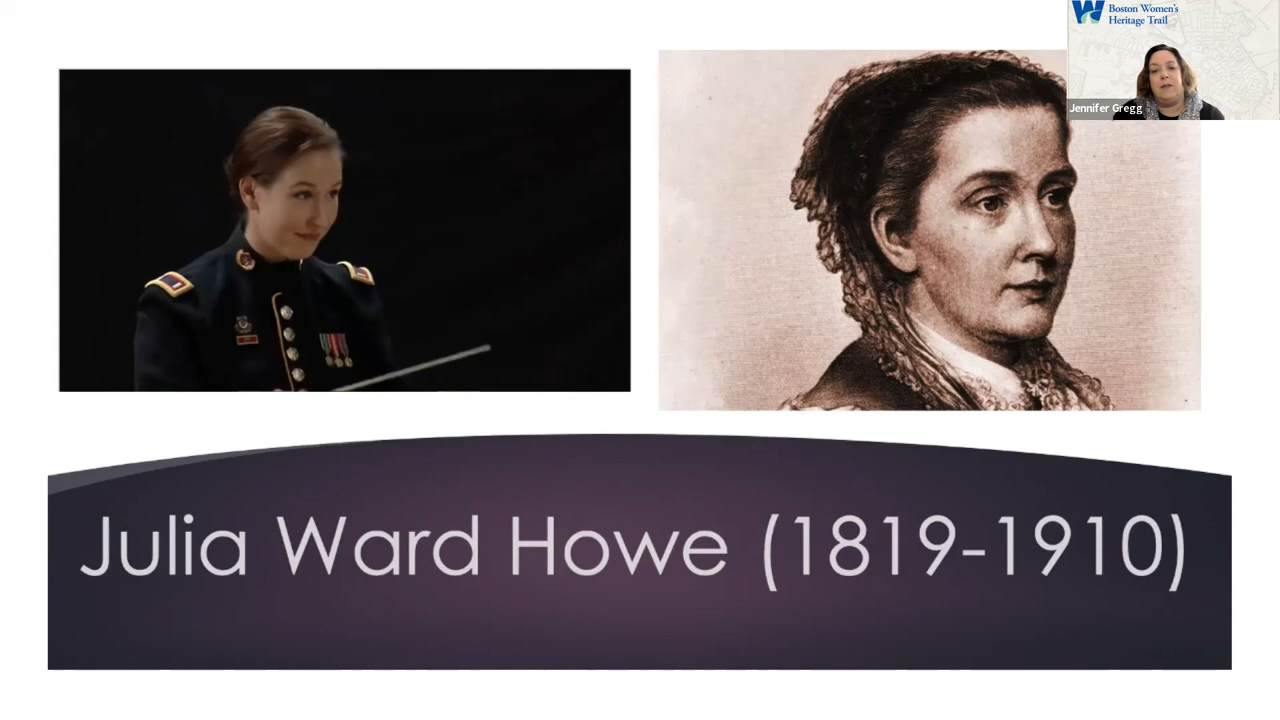 Boston Women's
Heritage Trail
Jennifer Gregg
Julia Ward Howe (1819-1910)